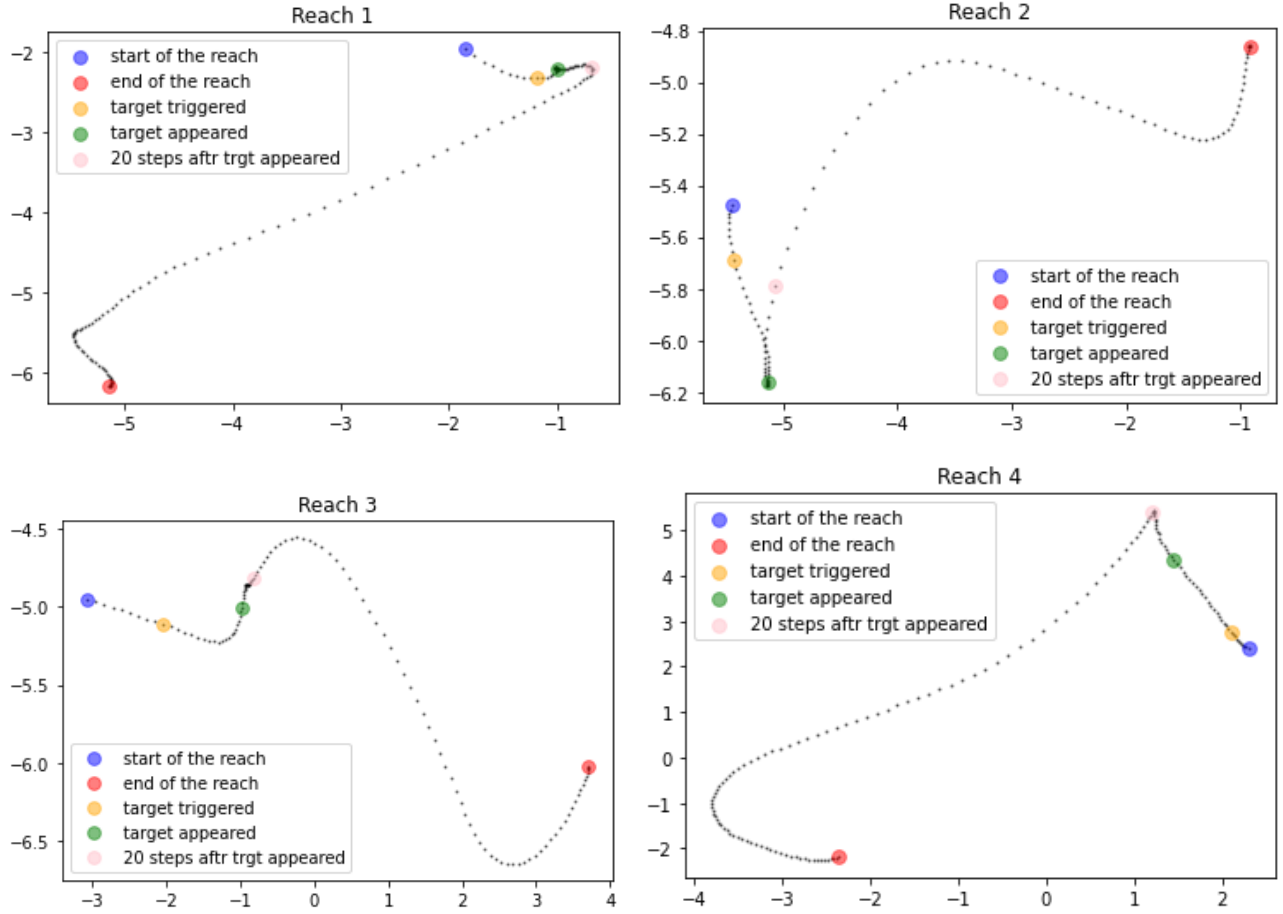 Reach 1
start of the reach
end of the reach
target triggered
target appeared
20 steps aftr trgt appeared
−2
−3
−4
−5
−6
−5
−4
−3
−2
−1
Reach 2
−4.8
−5.0
−5.2
−5.4
−5.6
−5.8
−6.0
−6.2
start of the reach
end of the reach
target triggered
target appeared
20 steps aftr trgt appeared
−5
−4
−3
−2
−1
Reach 3
−4.5
−5.0
−5.5
−6.0
−6.5
start of the reach
end of the reach
target triggered
target appeared
20 steps aftr trgt appeared
−3
−2
−1
0
1
2
3
4
Reach 4
start of the reach
end of the reach
target triggered
target appeared
20 steps aftr trgt appeared
5
4
3
2
1
0
−1
−2
−4
−3
−2
−1
0
1
2